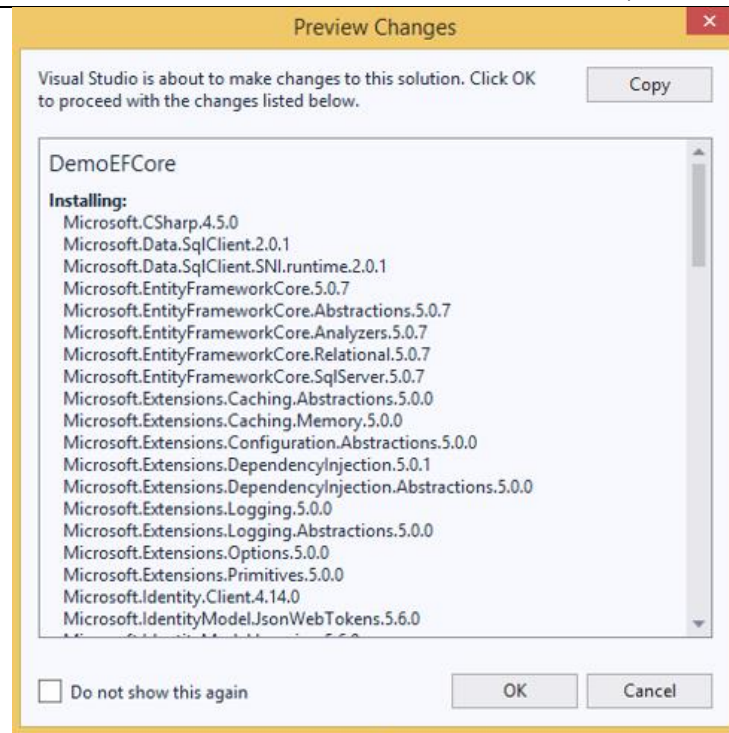 Preview Changes
Visual Studio is about to make changes to this solution. Click OK
to proceed with the changes listed below.
Copy
DemoEFCore
Installing:
Microsoft.CSharp.4.5.0
Microsoft.Data.SqlClient.2.0.1
Microsoft.Data.SqlClient.SNI.runtime.2.0.1
Microsoft.EntityFrameworkCore.5.0.7
Microsoft.EntityFrameworkCore.Abstractions.5.0.7
Microsoft.EntityFrameworkCore.Analyzers.5.0.7
Microsoft.EntityFrameworkCore.Relational.5.0.7
Microsoft.EntityFrameworkCore.SqlServer.5.0.7
Microsoft.Extensions.Caching.Abstractions.5.0.0
Microsoft.Extensions.Caching.Memory.5.0.0
Microsoft.Extensions.Configuration.Abstractions.5.0.0
Microsoft.Extensions.DependencyInjection.5.0.1
Microsoft.Extensions.DependencyInjection.Abstractions.5.0.0
Microsoft.Extensions.Logging.5.0.0
Microsoft.Extensions.Logging.Abstractions.5.0.0
Microsoft.Extensions.Options.5.0.0
Microsoft.Extensions.Primitives.5.0.0
Microsoft.Identity.Client.4.14.0
Microsoft.IdentityModel.JsonWebTokens.5.6.0
Do not show this again
OK
Cancel